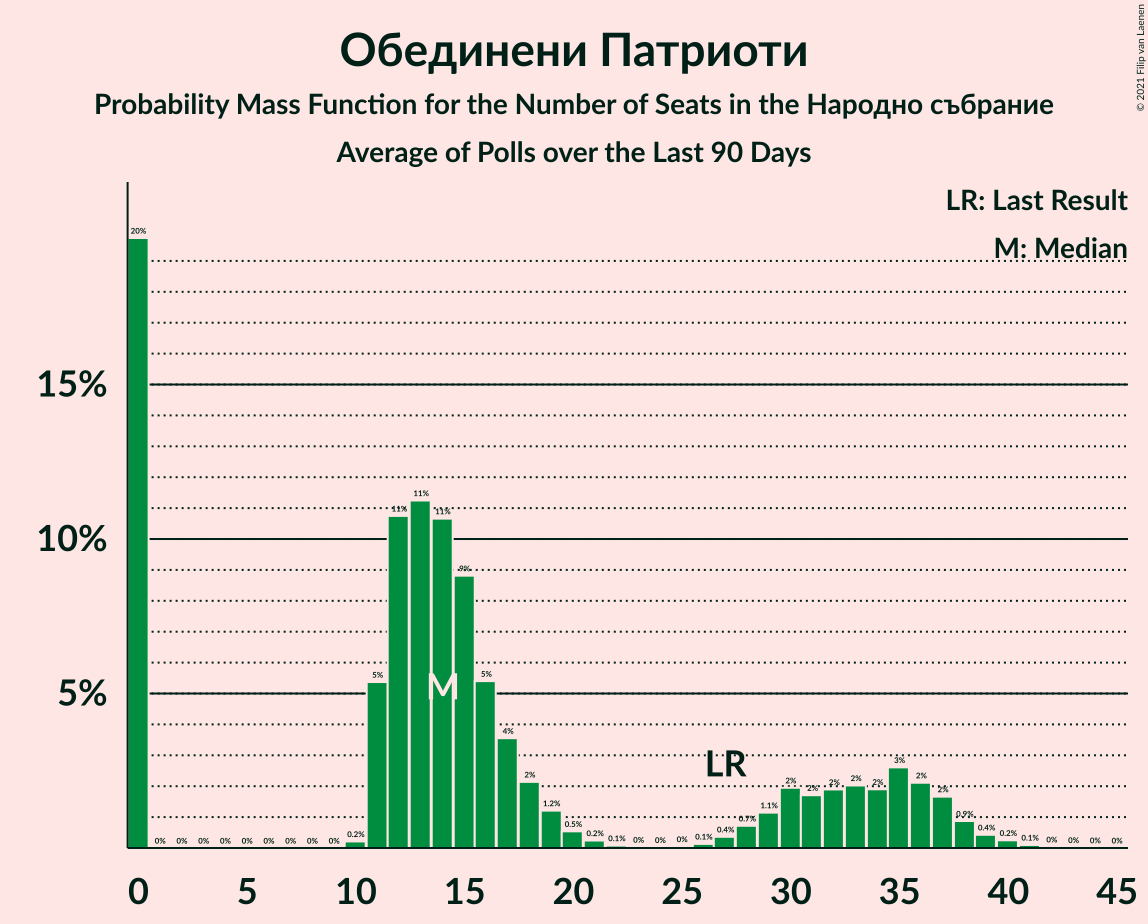 Обединени Патриоти
Probability Mass Function for the Number of Seats in the Народно събрание
Average of Polls over the Last 90 Days
© 2021 Filip van Laenen
LR: Last Result
M: Median
15%
10%
5%
20% 0% 0% 0% 0% 0% 0% 0% 0% 0% 0.2% 5% 11% 11% 11% 9% 5% 4% 2% 1.2% 0.5% 0.2% 0.1% 0% 0% 0% 0.1% 0.4% 0.7% 1.1% 2% 2% 2% 2% 2% 3% 2% 2% 0.9% 0.4% 0.2% 0.1% 0% 0% 0% 0%
M
LR
0 5 10 15 20 25 30 35 40 45